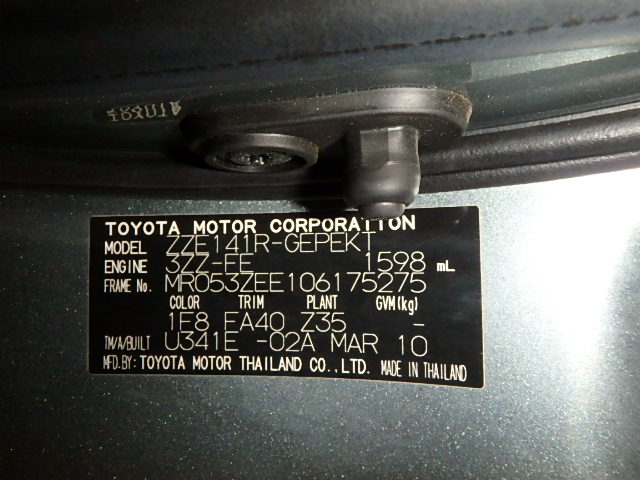 TOYOTA MOTOR CORPORATION
MODEL ZZE141R-GEPEKT
ENGINE 3ZZ-FE 1598 mL
FRAME No. MR053ZEE106175275
COLOR TRIM PLANT GVM(kg)
1E8 FA40 Z35 -
TM/A/BUILT U341E -02A MAR 10
MFD.BY: TOYOTA MOTOR THAILAND CO.,LTD. MADE IN THAILAND